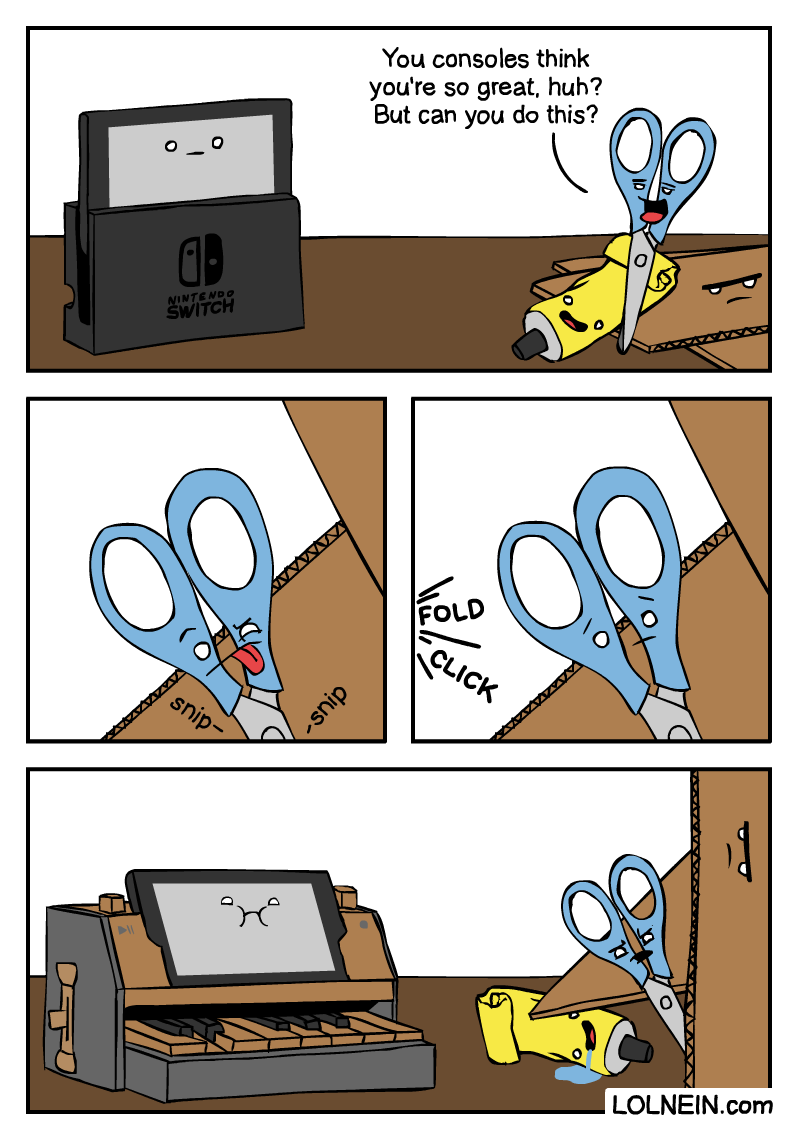 You consoles think
you're so great, huh?
But can you do this?
NINTENDO
SWITCH
snip-
-snip
FOLD
CLICK
LOLNEIN.com